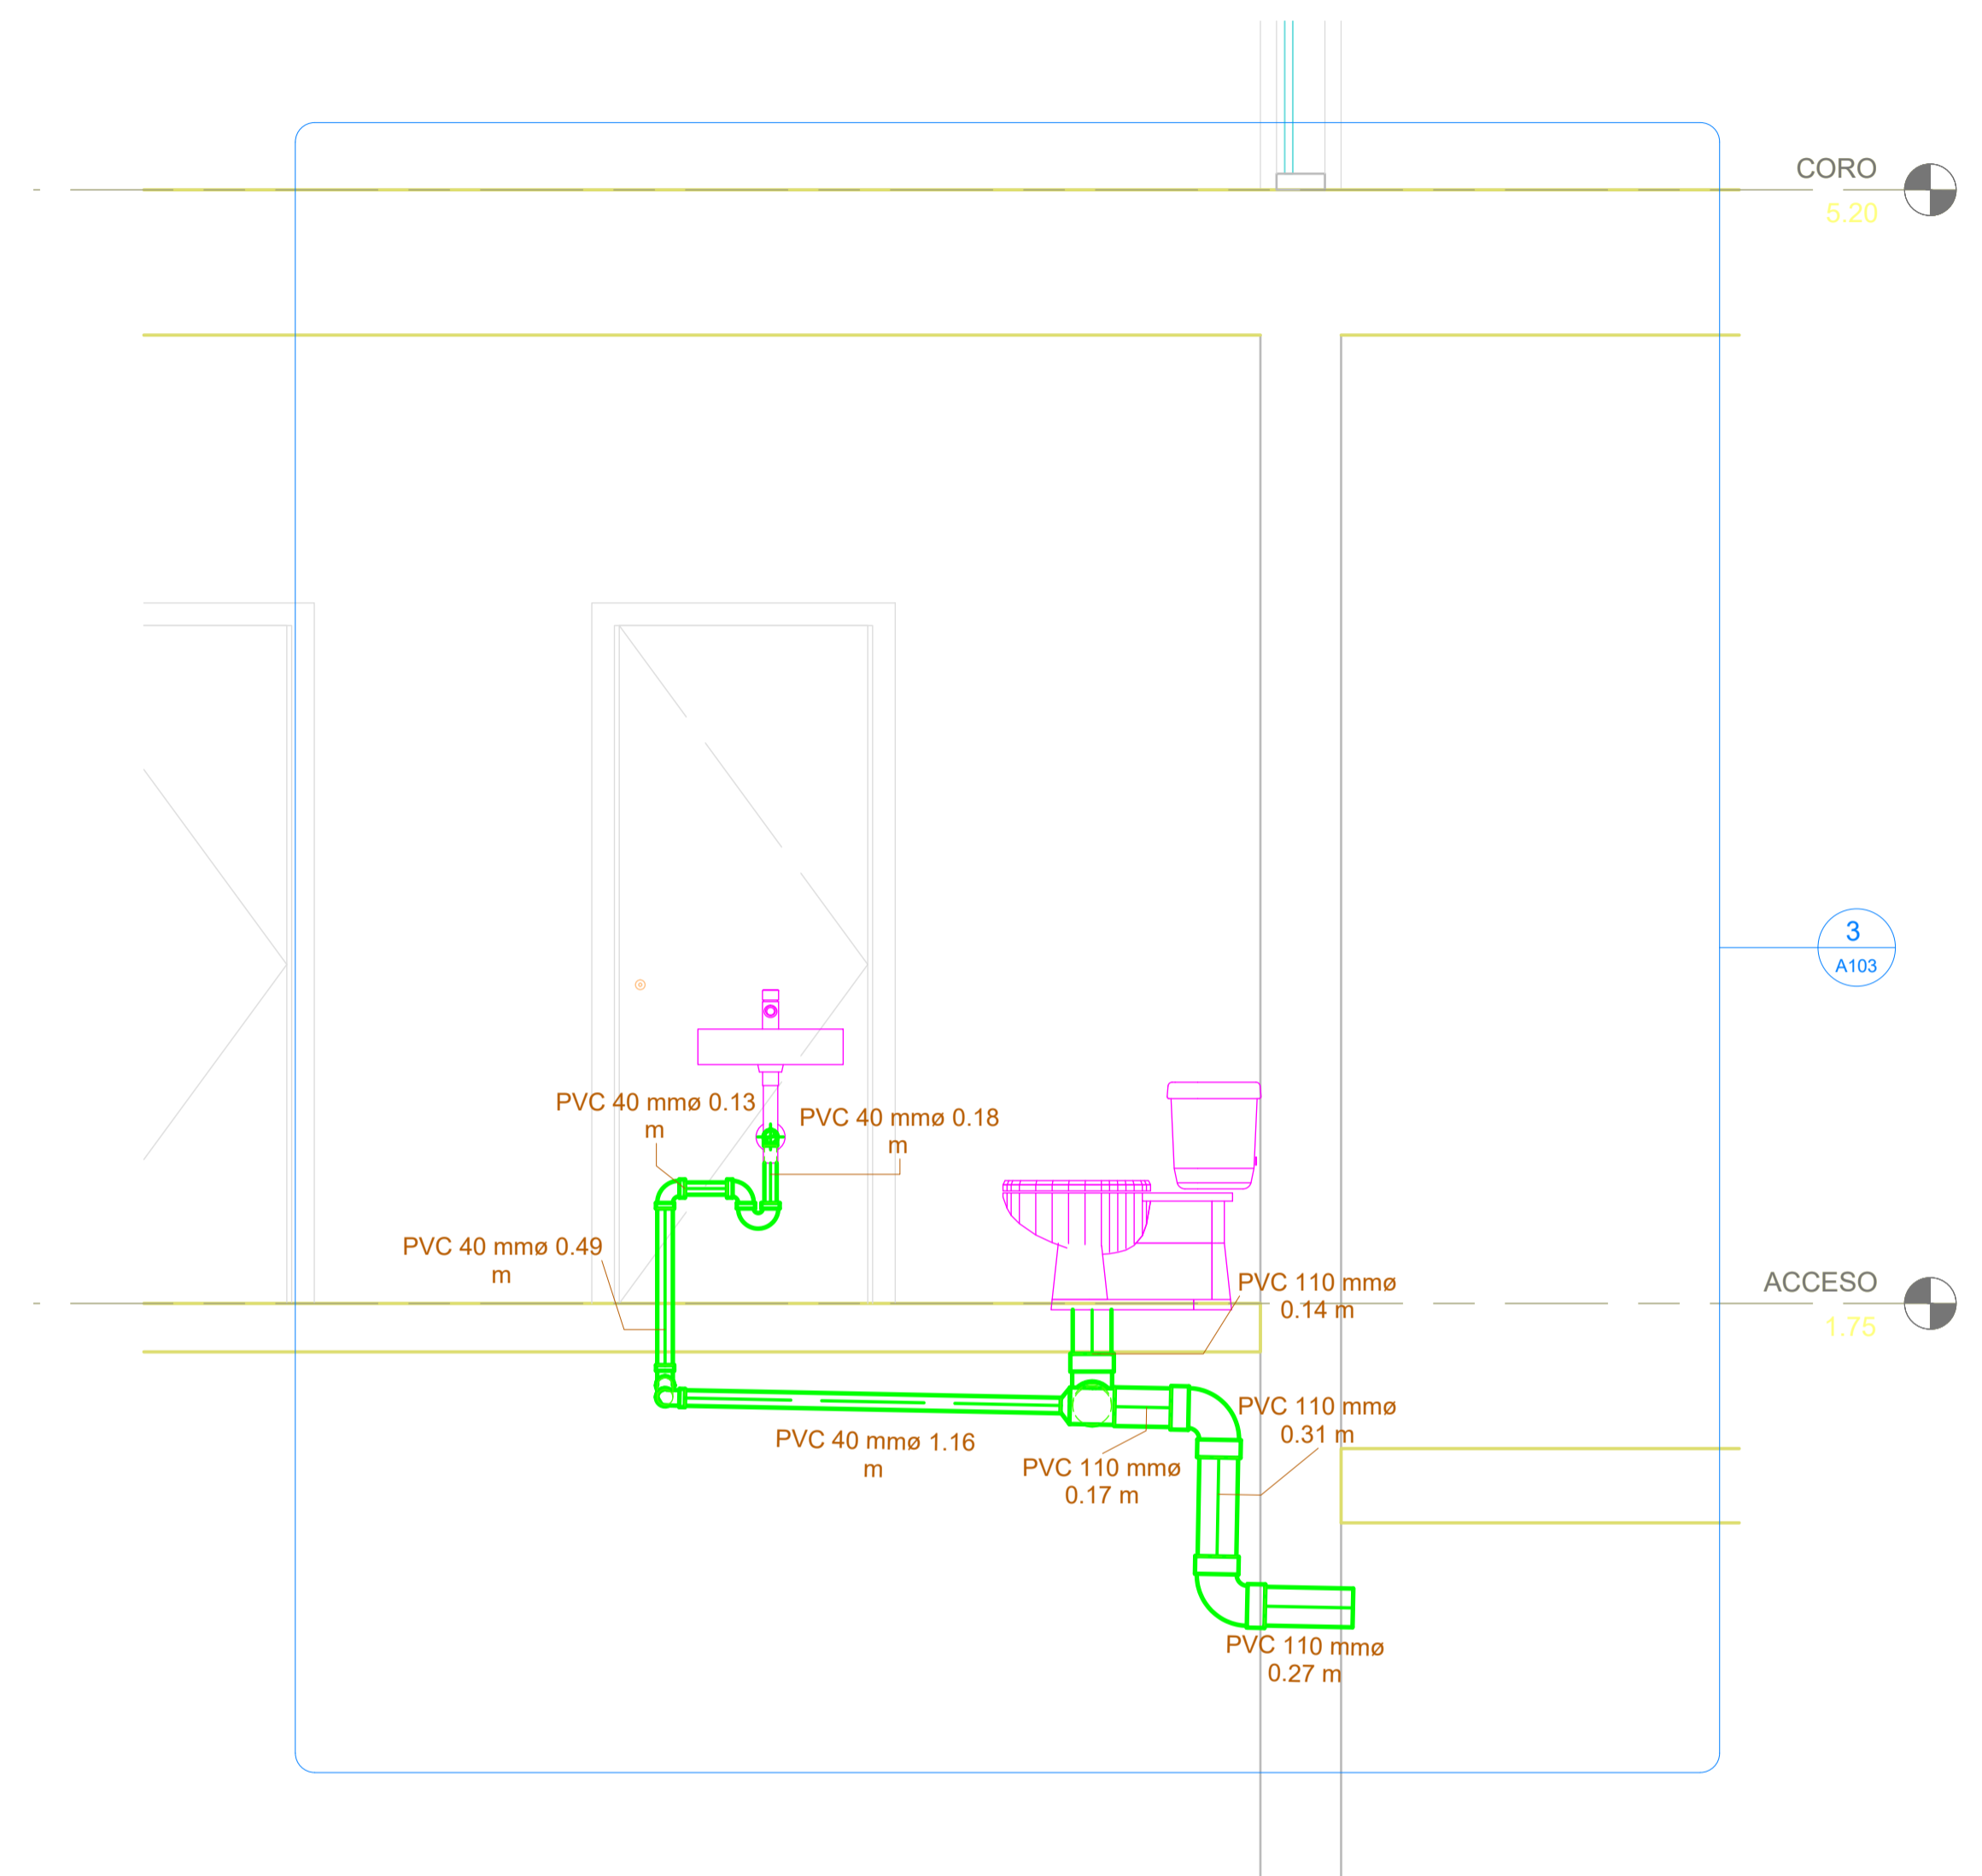 CORO
5.20
3
A103
PVC 40 mmø 0.13
m
PVC 40 mmø 0.18
m
PVC 40 mmø 0.49
m
ACCESO
1.75
PVC 110 mmø
0.14 m
PVC 110 mmø
0.31 m
PVC 40 mmø 1.16
m
PVC 110 mmø
0.17 m
PVC 110 mmø
0.27 m